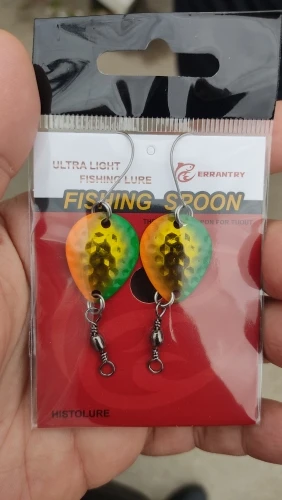 ULTRA LIGHT
FISHING LURE
ERRANTRY
FISHING SPOON
HISTOLURE